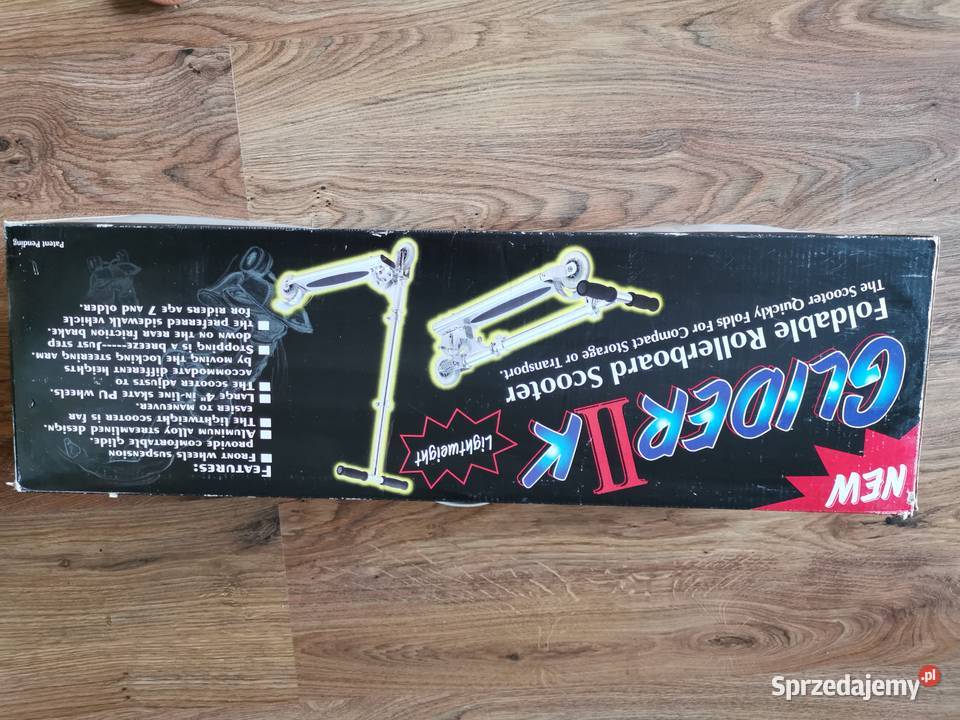 NEW
GLIDER II K
Foldable Rollerboard Scooter
The Scooter Quickly Folds For Compact Storage or Transport.
Lightweight
FEATURES:
Front wheels suspension
provide comfortable glide.
Aluminum alloy streamlined design.
The lightweight scooter is far
easier to maneuver.
Large 4" in-line skate PU wheels.
The scooter adjusts to
accommodate different heights
by moving the locking steering arm.
Stopping is a breeze-----Just step
down on the rear friction brake.
The preferred sidewalk vehicle
for riders age 7 and older.
Patent Pending
Sprzedajemy.pl